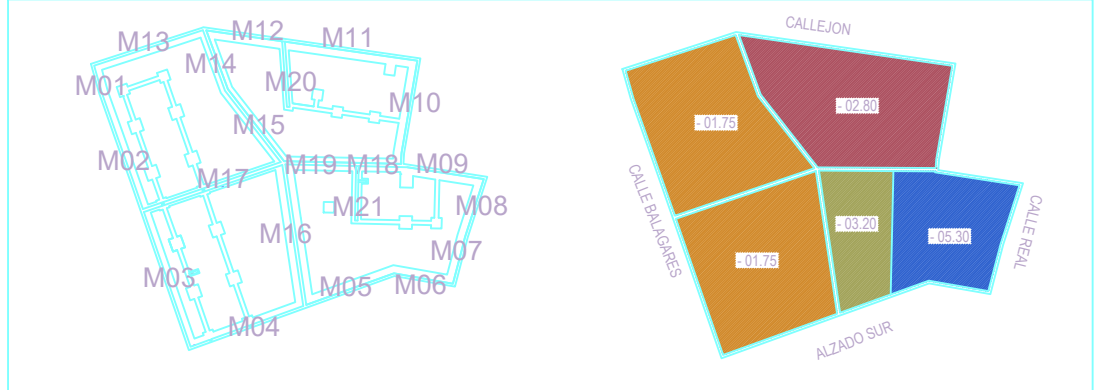 M13
M12
M11
M01
M14
M20
M10
M15
M02
M17
M19
M18
M09
M21
M08
M16
M07
M03
M05
M06
M04
CALLEJON
- 01.75
- 02.80
CALLE BALAGARES
- 03.20
- 05.30
CALLE REAL
- 01.75
ALZADO SUR